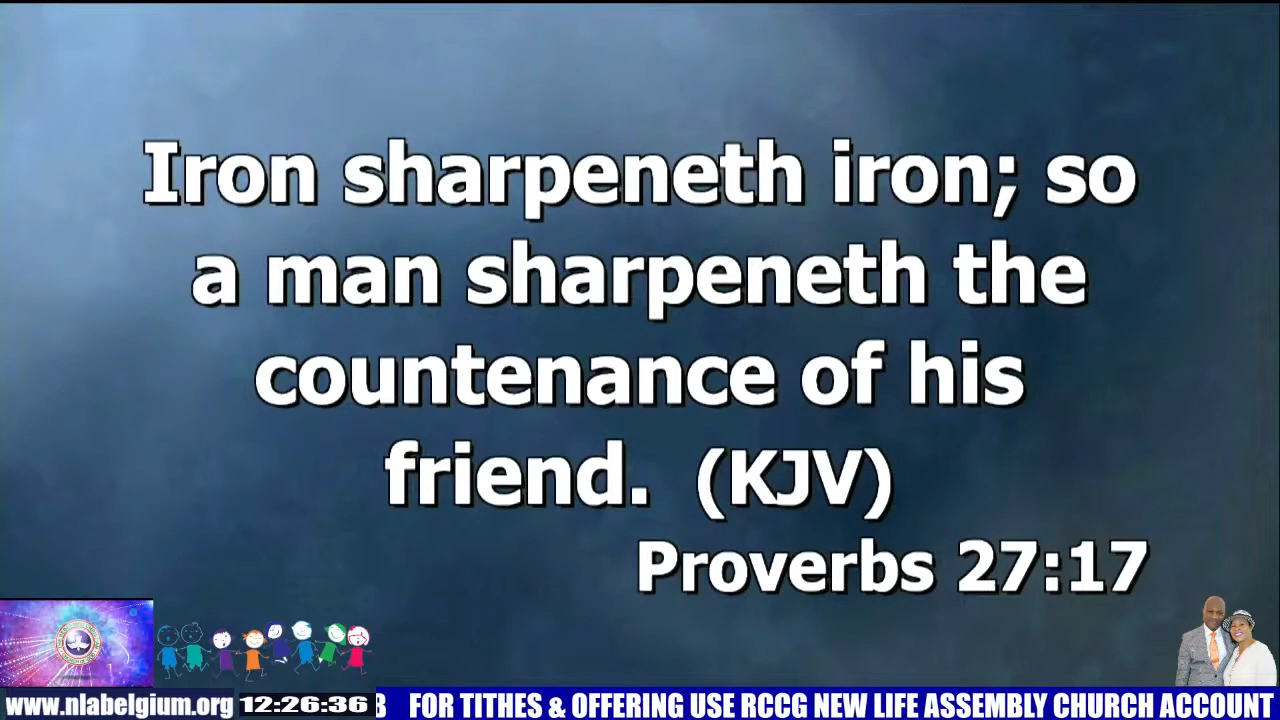 Iron sharpeneth iron; so
a man sharpeneth the
countenance of his
friend. (KJV)
Proverbs 27:17
www.nlabelgium.org
12:26:36
FOR TITHES & OFFERING USE RCCG NEW LIFE ASSEMBLY CHURCH ACCOUNT